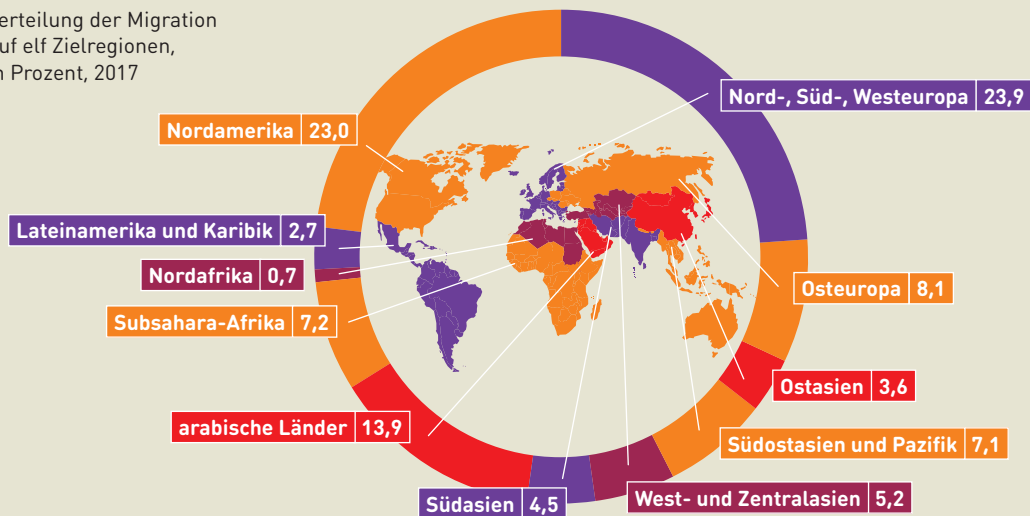 erteilung der Migration
uf elf Zielregionen,
n Prozent, 2017
Nord-, Süd-, Westeuropa 23,9
Nordamerika 23,0
Lateinamerika und Karibik 2,7
Nordafrika 0,7
Osteuropa 8,1
Subsahara-Afrika 7,2
Ostasien 3,6
arabische Länder 13,9
Südostasien und Pazifik 7,1
Südasien 4,5
West- und Zentralasien 5,2